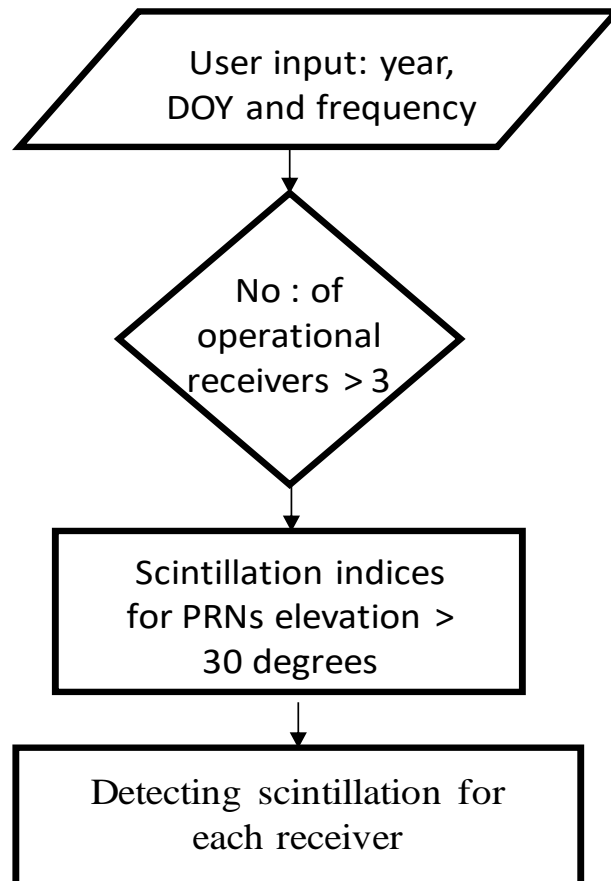 User input: year,
DOY and frequency
No : of
operational
receivers > 3
Scintillation indices
for PRNs elevation >
30 degrees
Detecting scintillation for
each receiver